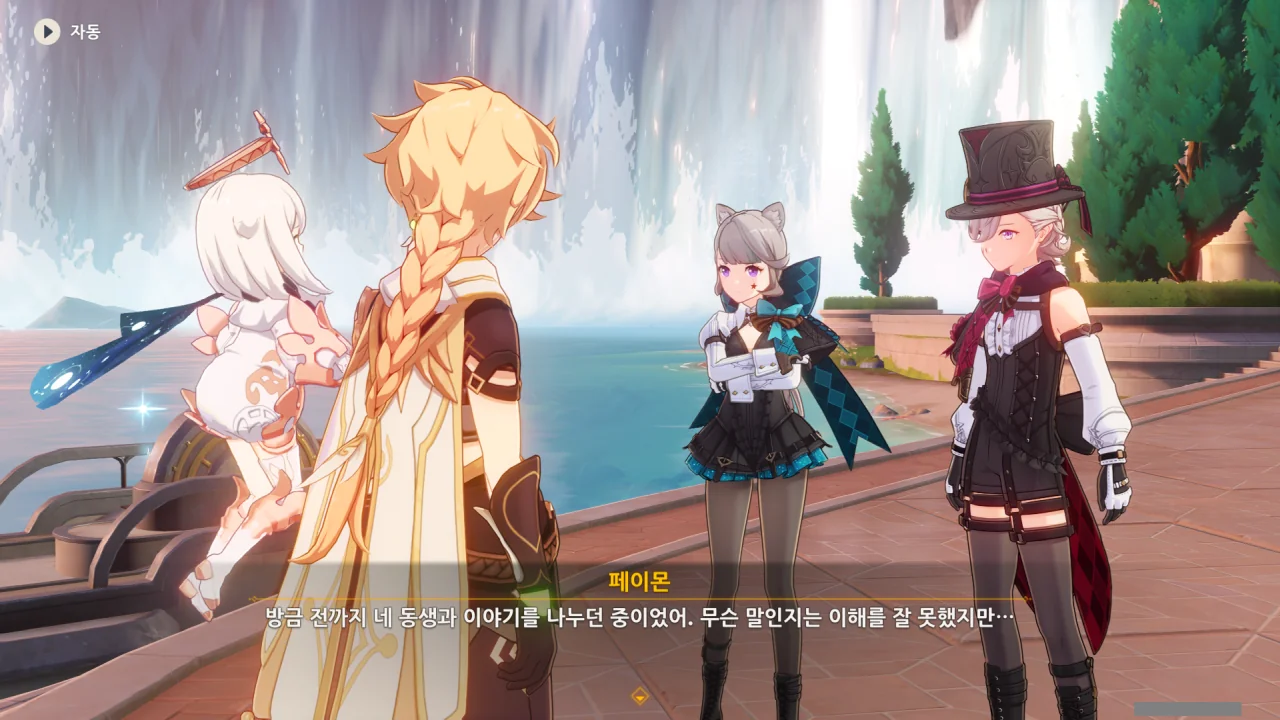 자동
페이몬
방금 전까지 네 동생과 이야기를 나누던 중이었어. 무슨 말인지는 이해를 잘 못했지만…